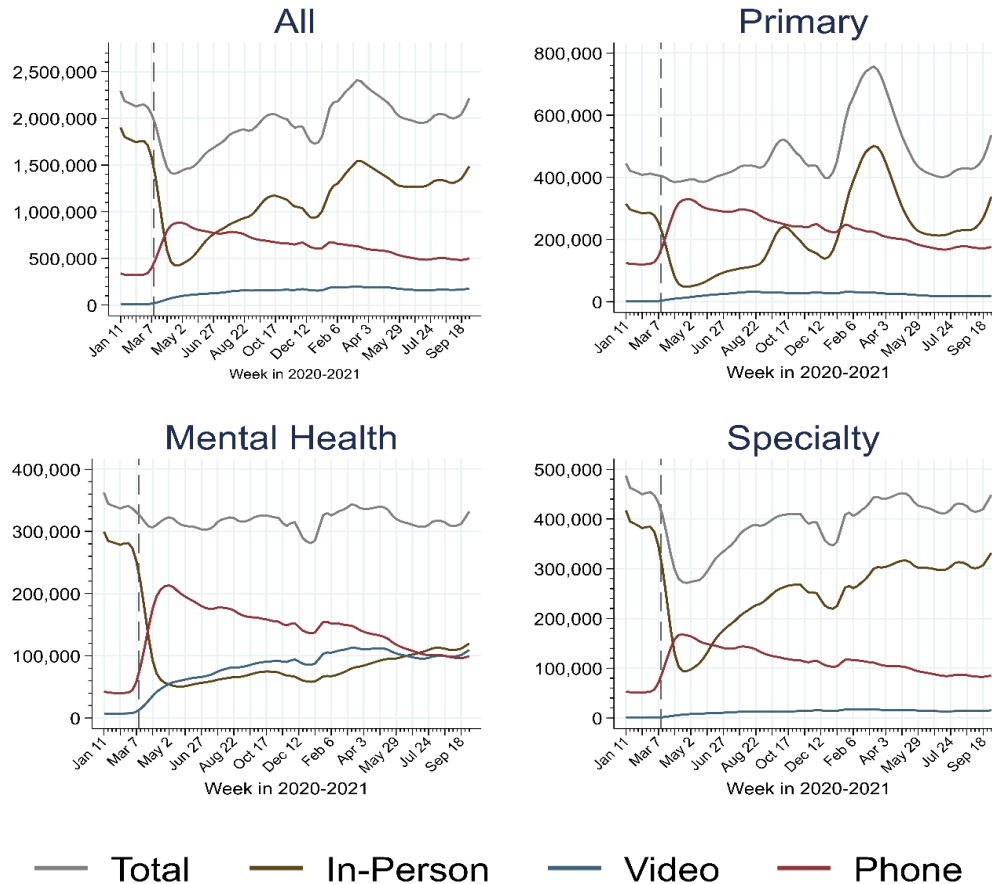 All
2,500,000
2,000,000
1,500,000
1,000,000
500,000
0
Jan 11
Mar 7
May 2
Jun 27
Aug 22
Oct 17
Dec 12
Feb 6
Apr 3
May 29
Jul 24
Sep 18
Week in 2020-2021
Primary
800,000
600,000
400,000
200,000
0
Jan 11
Mar 7
May 2
Jun 27
Aug 22
Oct 17
Dec 12
Feb 6
Apr 3
May 29
Jul 24
Sep 18
Week in 2020-2021
Mental Health
400,000
300,000
200,000
100,000
0
Jan 11
Mar 7
May 2
Jun 27
Aug 22
Oct 17
Dec 12
Feb 6
Apr 3
May 29
Jul 24
Sep 18
Week in 2020-2021
Specialty
500,000
400,000
300,000
200,000
100,000
0
Jan 11
Mar 7
May 2
Jun 27
Aug 22
Oct 17
Dec 12
Feb 6
Apr 3
May 29
Jul 24
Sep 18
Week in 2020-2021
Total In-Person Video Phone